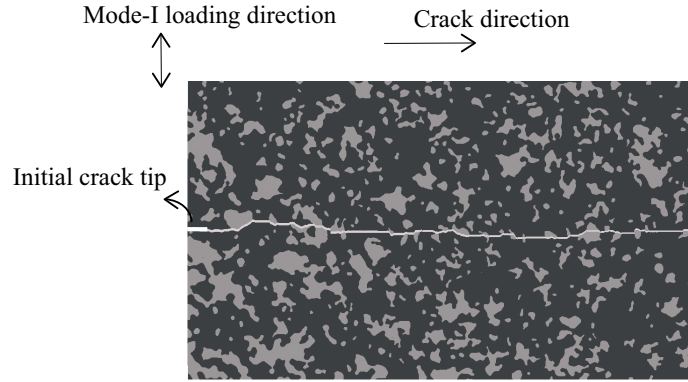 Mode-I loading direction
Crack direction
Initial crack tip